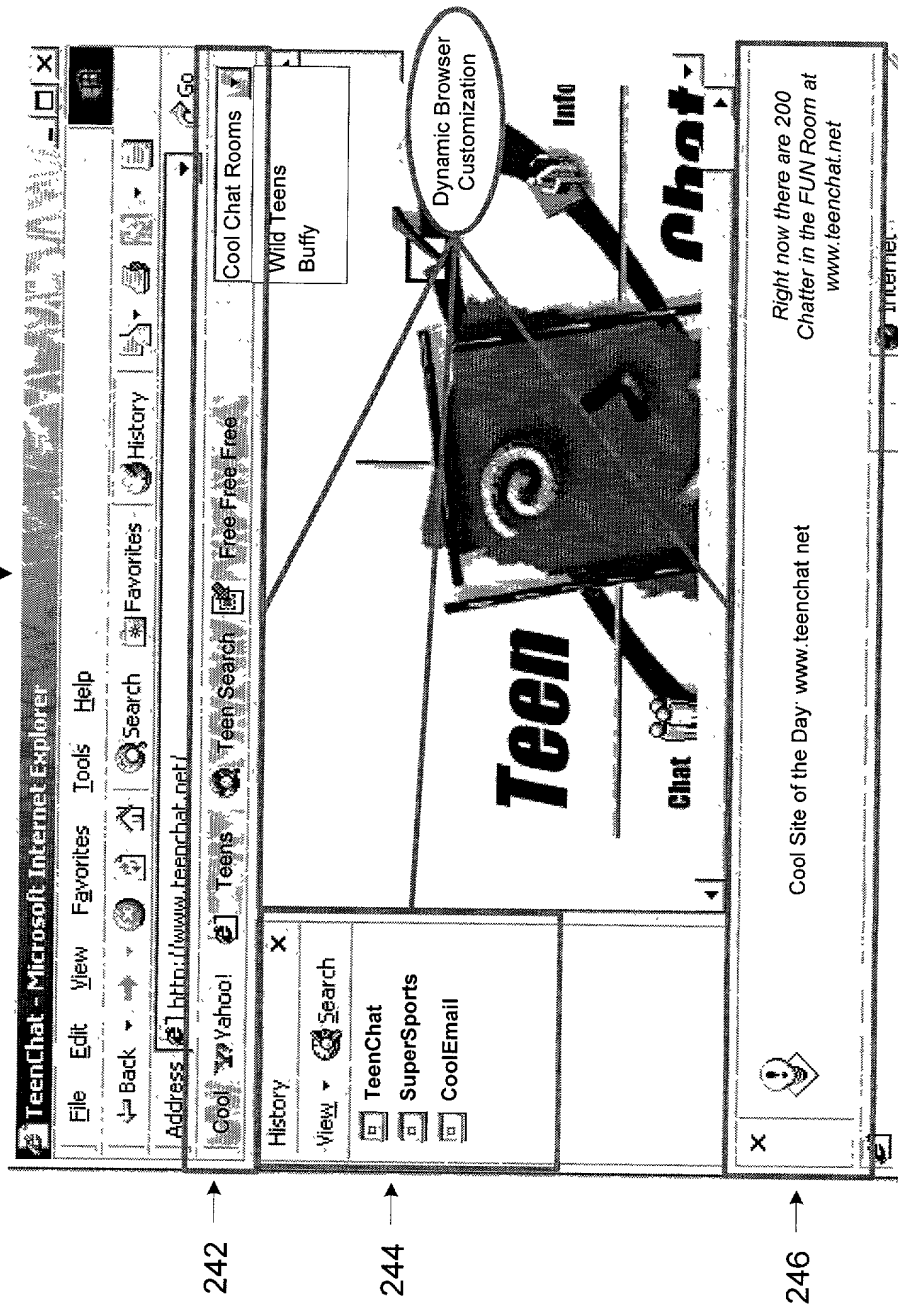 TeenChat - Microsoft Internet Explorer
File Edit View Favorites Tools Help
Back Search Favorites History
Address http://www.teenchat.net/ Go
242
Cool Yahoo! Teens Teen Search Free Free Free Cool Chat Rooms
Wild Teens
Buffy
244
History
View Search
TeenChat
SuperSports
CoolEmail
Dynamic Browser
Customization
Teen
Chat
Chat
Info
246
Cool Site of the Day www.teenchat net
Right now there are 200
Chatter in the FUN Room at
www.teenchat.net
Internet